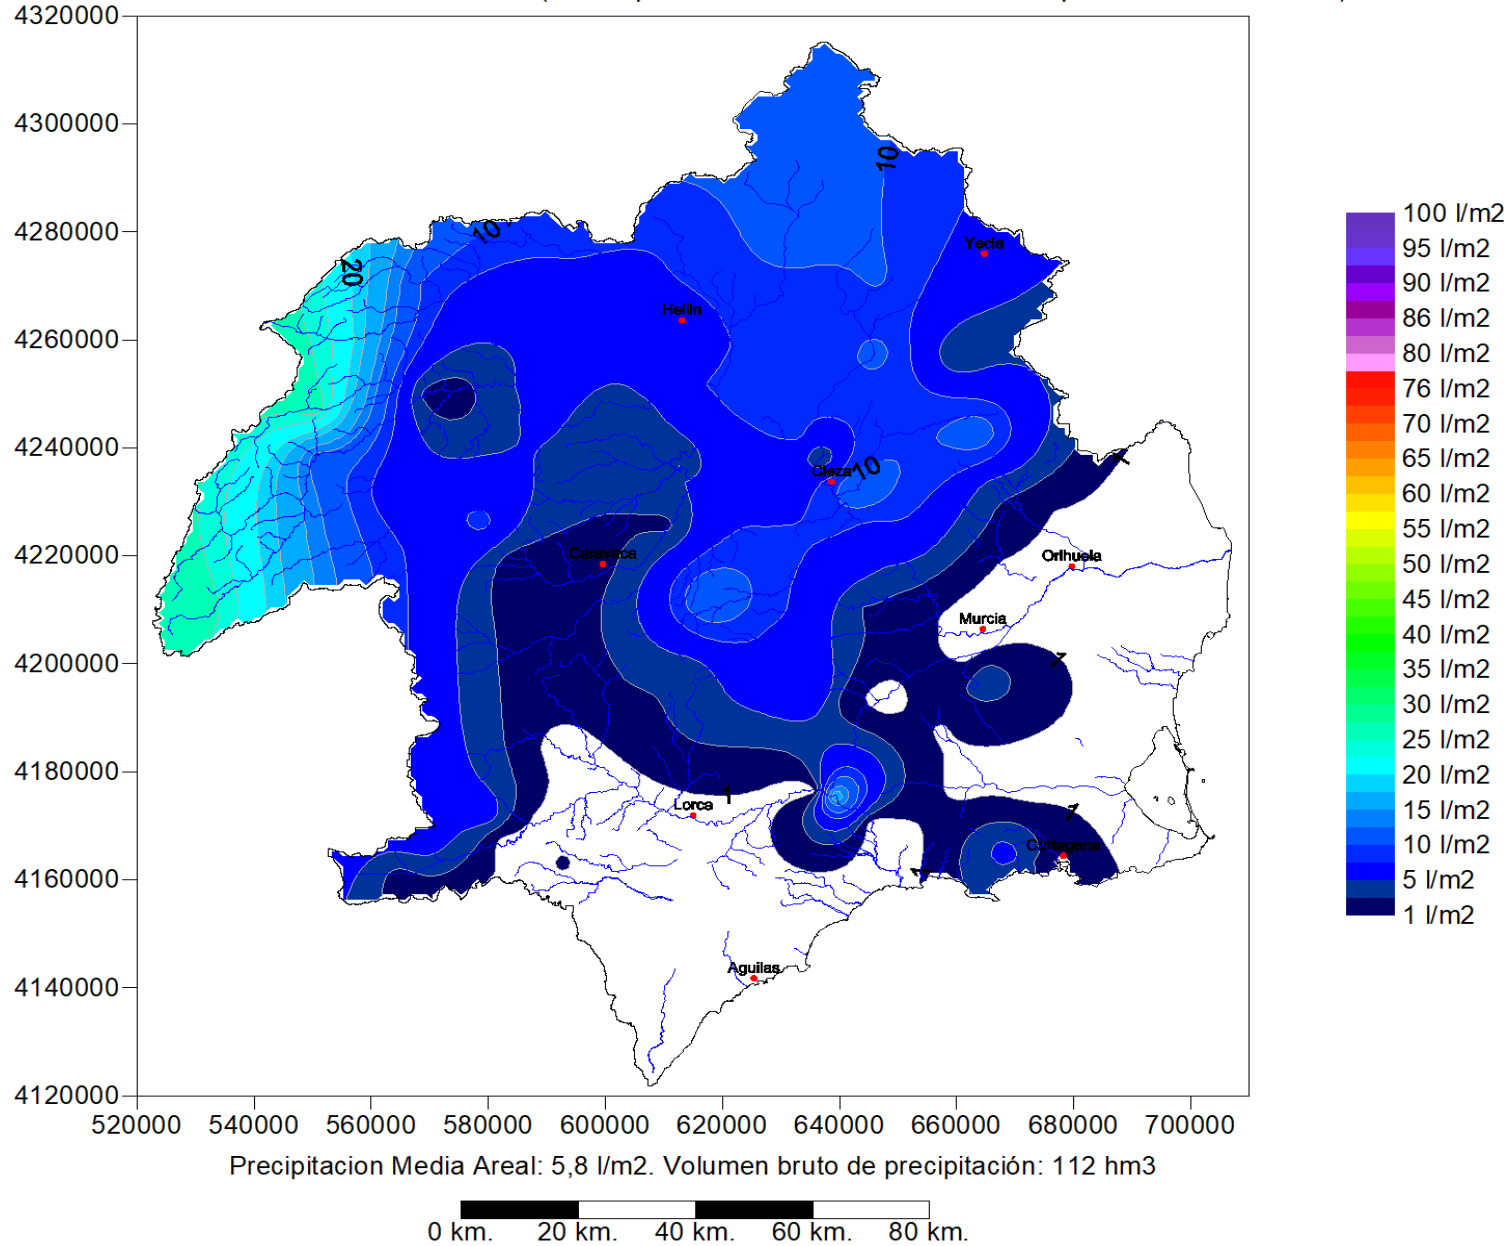 4320000
4300000
4280000
4260000
4240000
4220000
4200000
4180000
4160000
4140000
4120000
520000 540000 560000 580000 600000 620000 640000 660000 680000 700000
10
10
20
10
1
1
1
1
1
Yecla
Hellin
Cieza
Caravaca
Orihuela
Murcia
Lorca
Cartagena
Aguilas
100 l/m2
95 l/m2
90 l/m2
86 l/m2
80 l/m2
76 l/m2
70 l/m2
65 l/m2
60 l/m2
55 l/m2
50 l/m2
45 l/m2
40 l/m2
35 l/m2
30 l/m2
25 l/m2
20 l/m2
15 l/m2
10 l/m2
5 l/m2
1 l/m2
Precipitacion Media Areal: 5,8 l/m2. Volumen bruto de precipitación: 112 hm3
0 km. 20 km. 40 km. 60 km. 80 km.